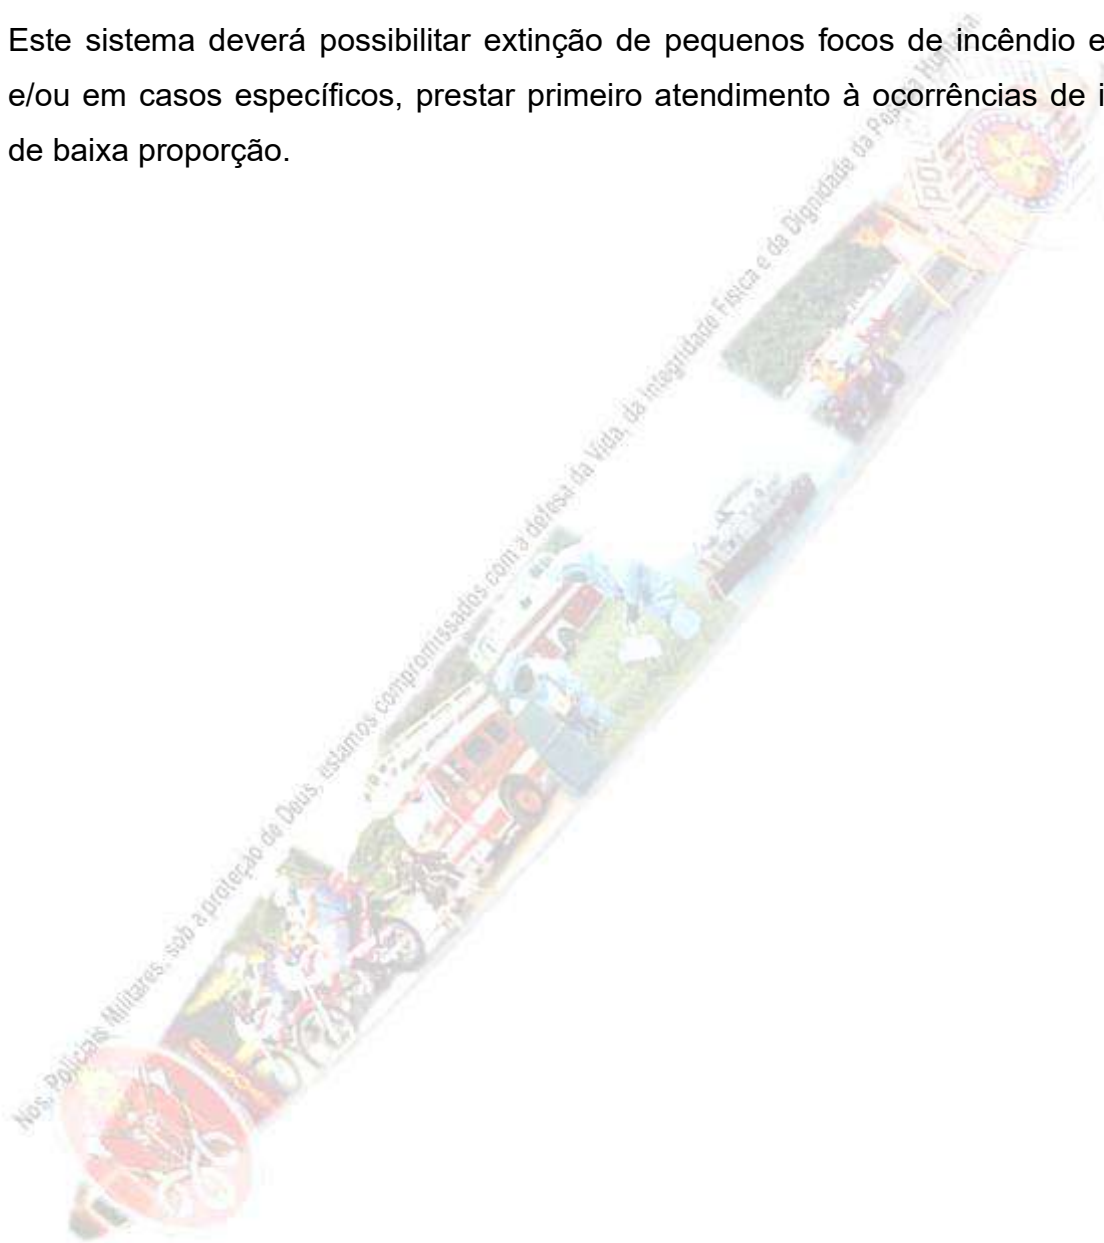 Este sistema deverá possibilitar extinção de pequenos focos de incêndio e
e/ou em casos específicos, prestar primeiro atendimento à ocorrências de i
de baixa proporção.
Nós, Policiais Militares, sob a proteção de Deus, estamos compromissados com a defesa da Vida, da Integridade Física e da Dignidade da Pessoa Humana